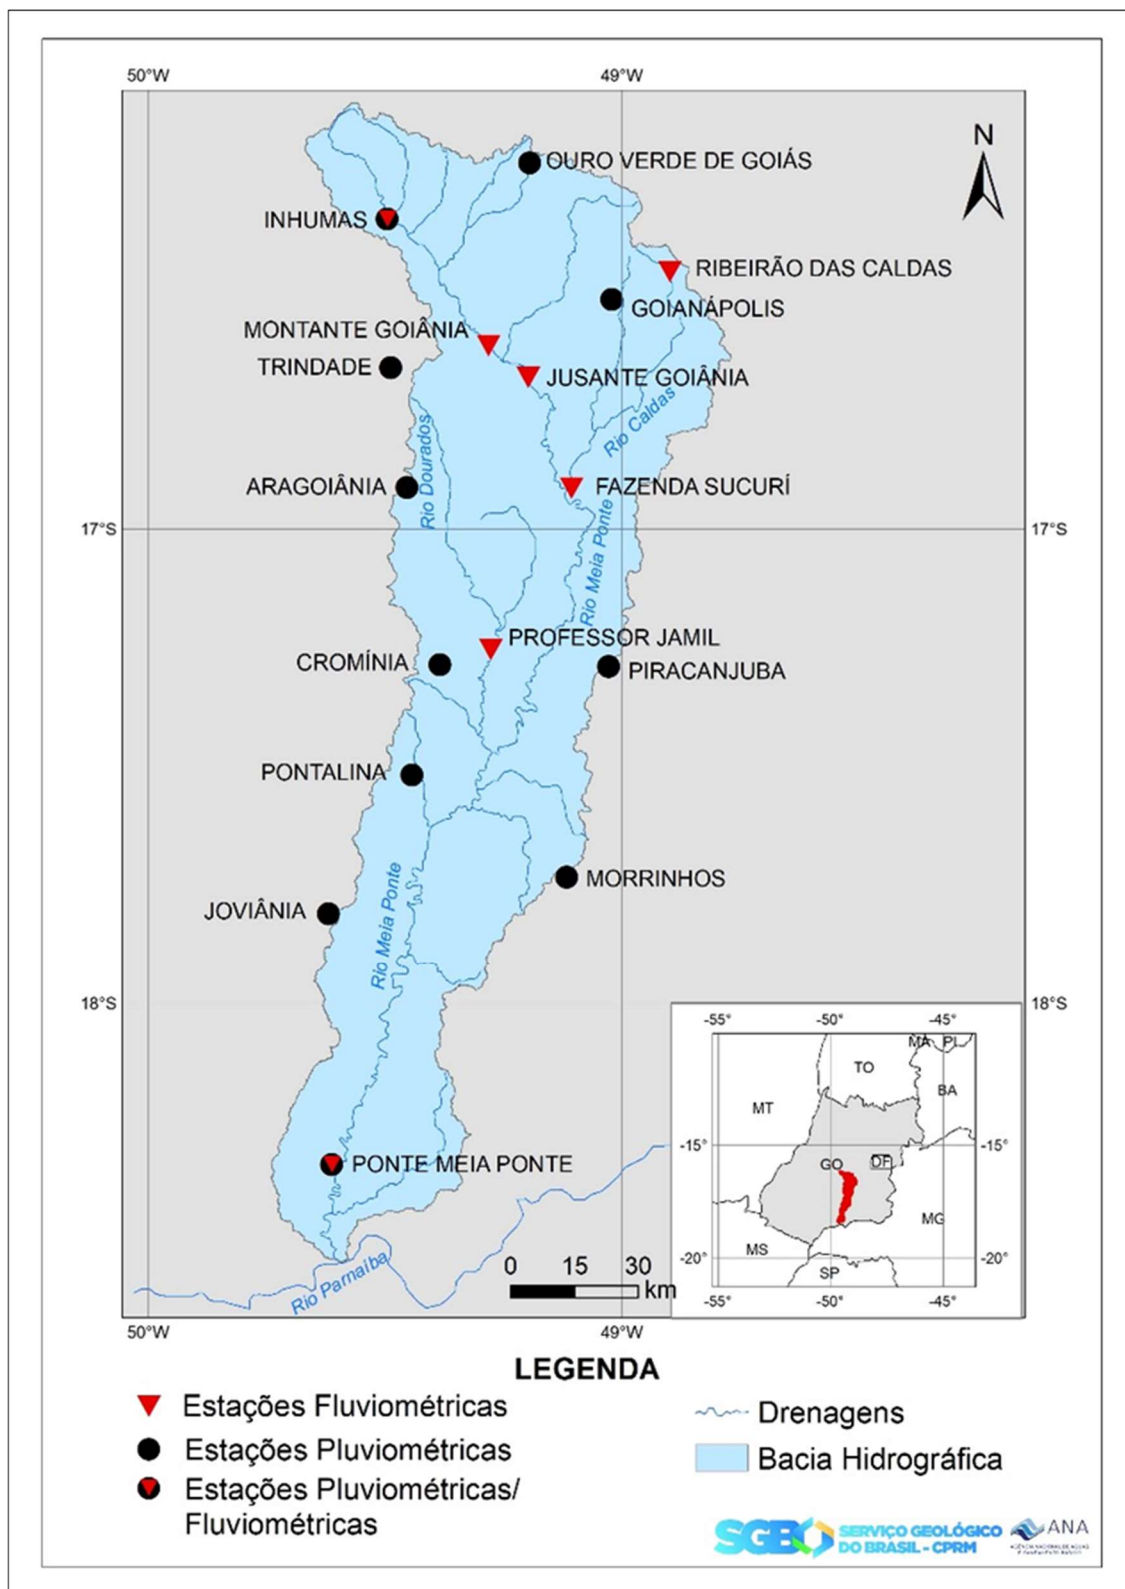 50°W
49°W
N
OURO VERDE DE GOIÁS
INHUMAS
RIBEIRÃO DAS CALDAS
GOIANÁPOLIS
MONTANTE GOIÂNIA
TRINDADE
JUSANTE GOIÂNIA
Rio Caldas
Rio Dourados
ARAGOIÂNIA
FAZENDA SUCURÍ
17°S
17°S
Rio Meia Ponte
PROFESSOR JAMIL
CROMÍNIA
PIRACANJUBA
PONTALINA
MORRINHOS
Rio Meia Ponte
JOVIÂNIA
18°S
18°S
-55°
-50°
-45°
MA
PI
TO
BA
MT
-15°
-15°
GO
DF
MG
MS
-20°
-20°
SP
-55°
-50°
-45°
PONTE MEIA PONTE
Rio Parnaíba
0 15 30
km
50°W
49°W
LEGENDA
Estações Fluviométricas
Estações Pluviométricas
Estações Pluviométricas/
Fluviométricas
Drenagens
Bacia Hidrográfica
SGB
SERVIÇO GEOLÓGICO
DO BRASIL - CPRM
ANA